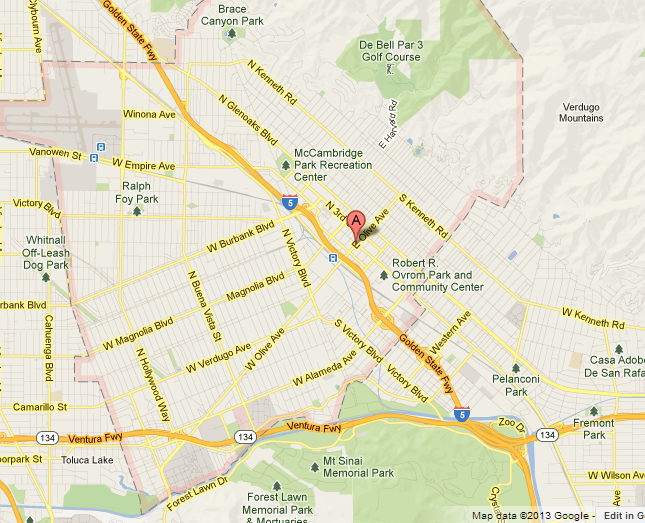 Brace
Canyon Park
Golden State Fwy
Clybourn Ave
De Bell Par 3
Golf Course
N Kenneth Rd
N Glenoaks Blvd
E Harvard Rd
Verdugo
Mountains
Winona Ave
Vanowen St
W Empire Ave
McCambridge
Park Recreation
Center
Ralph
Foy Park
5
Victory Blvd
N 3rd
A
E Olive Ave
S Kenneth Rd
W Burbank Blvd
N Victory Blvd
Whitnall
Off-Leash
Dog Park
Robert R.
Ovrom Park and
Community Center
N Buena Vista St
Magnolia Blvd
rbank Blvd
Cahuenga Blvd
W Magnolia Blvd
W Kenneth Rd
S Victory Blvd
W Olive Ave
W Verdugo Ave
Golden State Fwy
Western Ave
N Hollywood Way
W Alameda Ave
Victory Blvd
Casa Adobe
De San Rafa
Pelanconi
Park
Camarillo St
5
Zoo Dr
Fremont
Park
134
Ventura Fwy
134
Ventura Fwy
134
oorpark St
Toluca Lake
Mt Sinai
Memorial Park
Forest Lawn Dr
W Wilson Ave
Forest Lawn
Memorial Park
& Mortuaries
Crys
Map data ©2013 Google - Edit in G